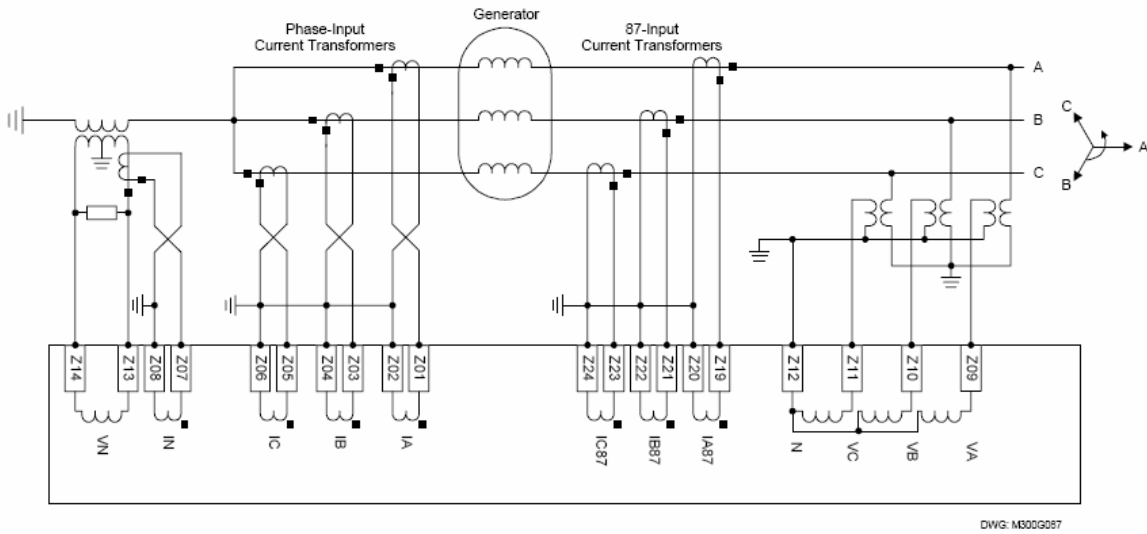 Generator
Phase-Input
Current Transformers
87-Input
Current Transformers
A
B
C
C
A
B
Z14
Z13
Z08
Z07
Z06
Z05
Z04
Z03
Z02
Z01
Z24
Z23
Z22
Z21
Z20
Z19
Z12
Z11
Z10
Z09
VN
IN
IC
IB
IA
IC87
IB87
IA87
N
VC
VB
VA
DWG: M300G087